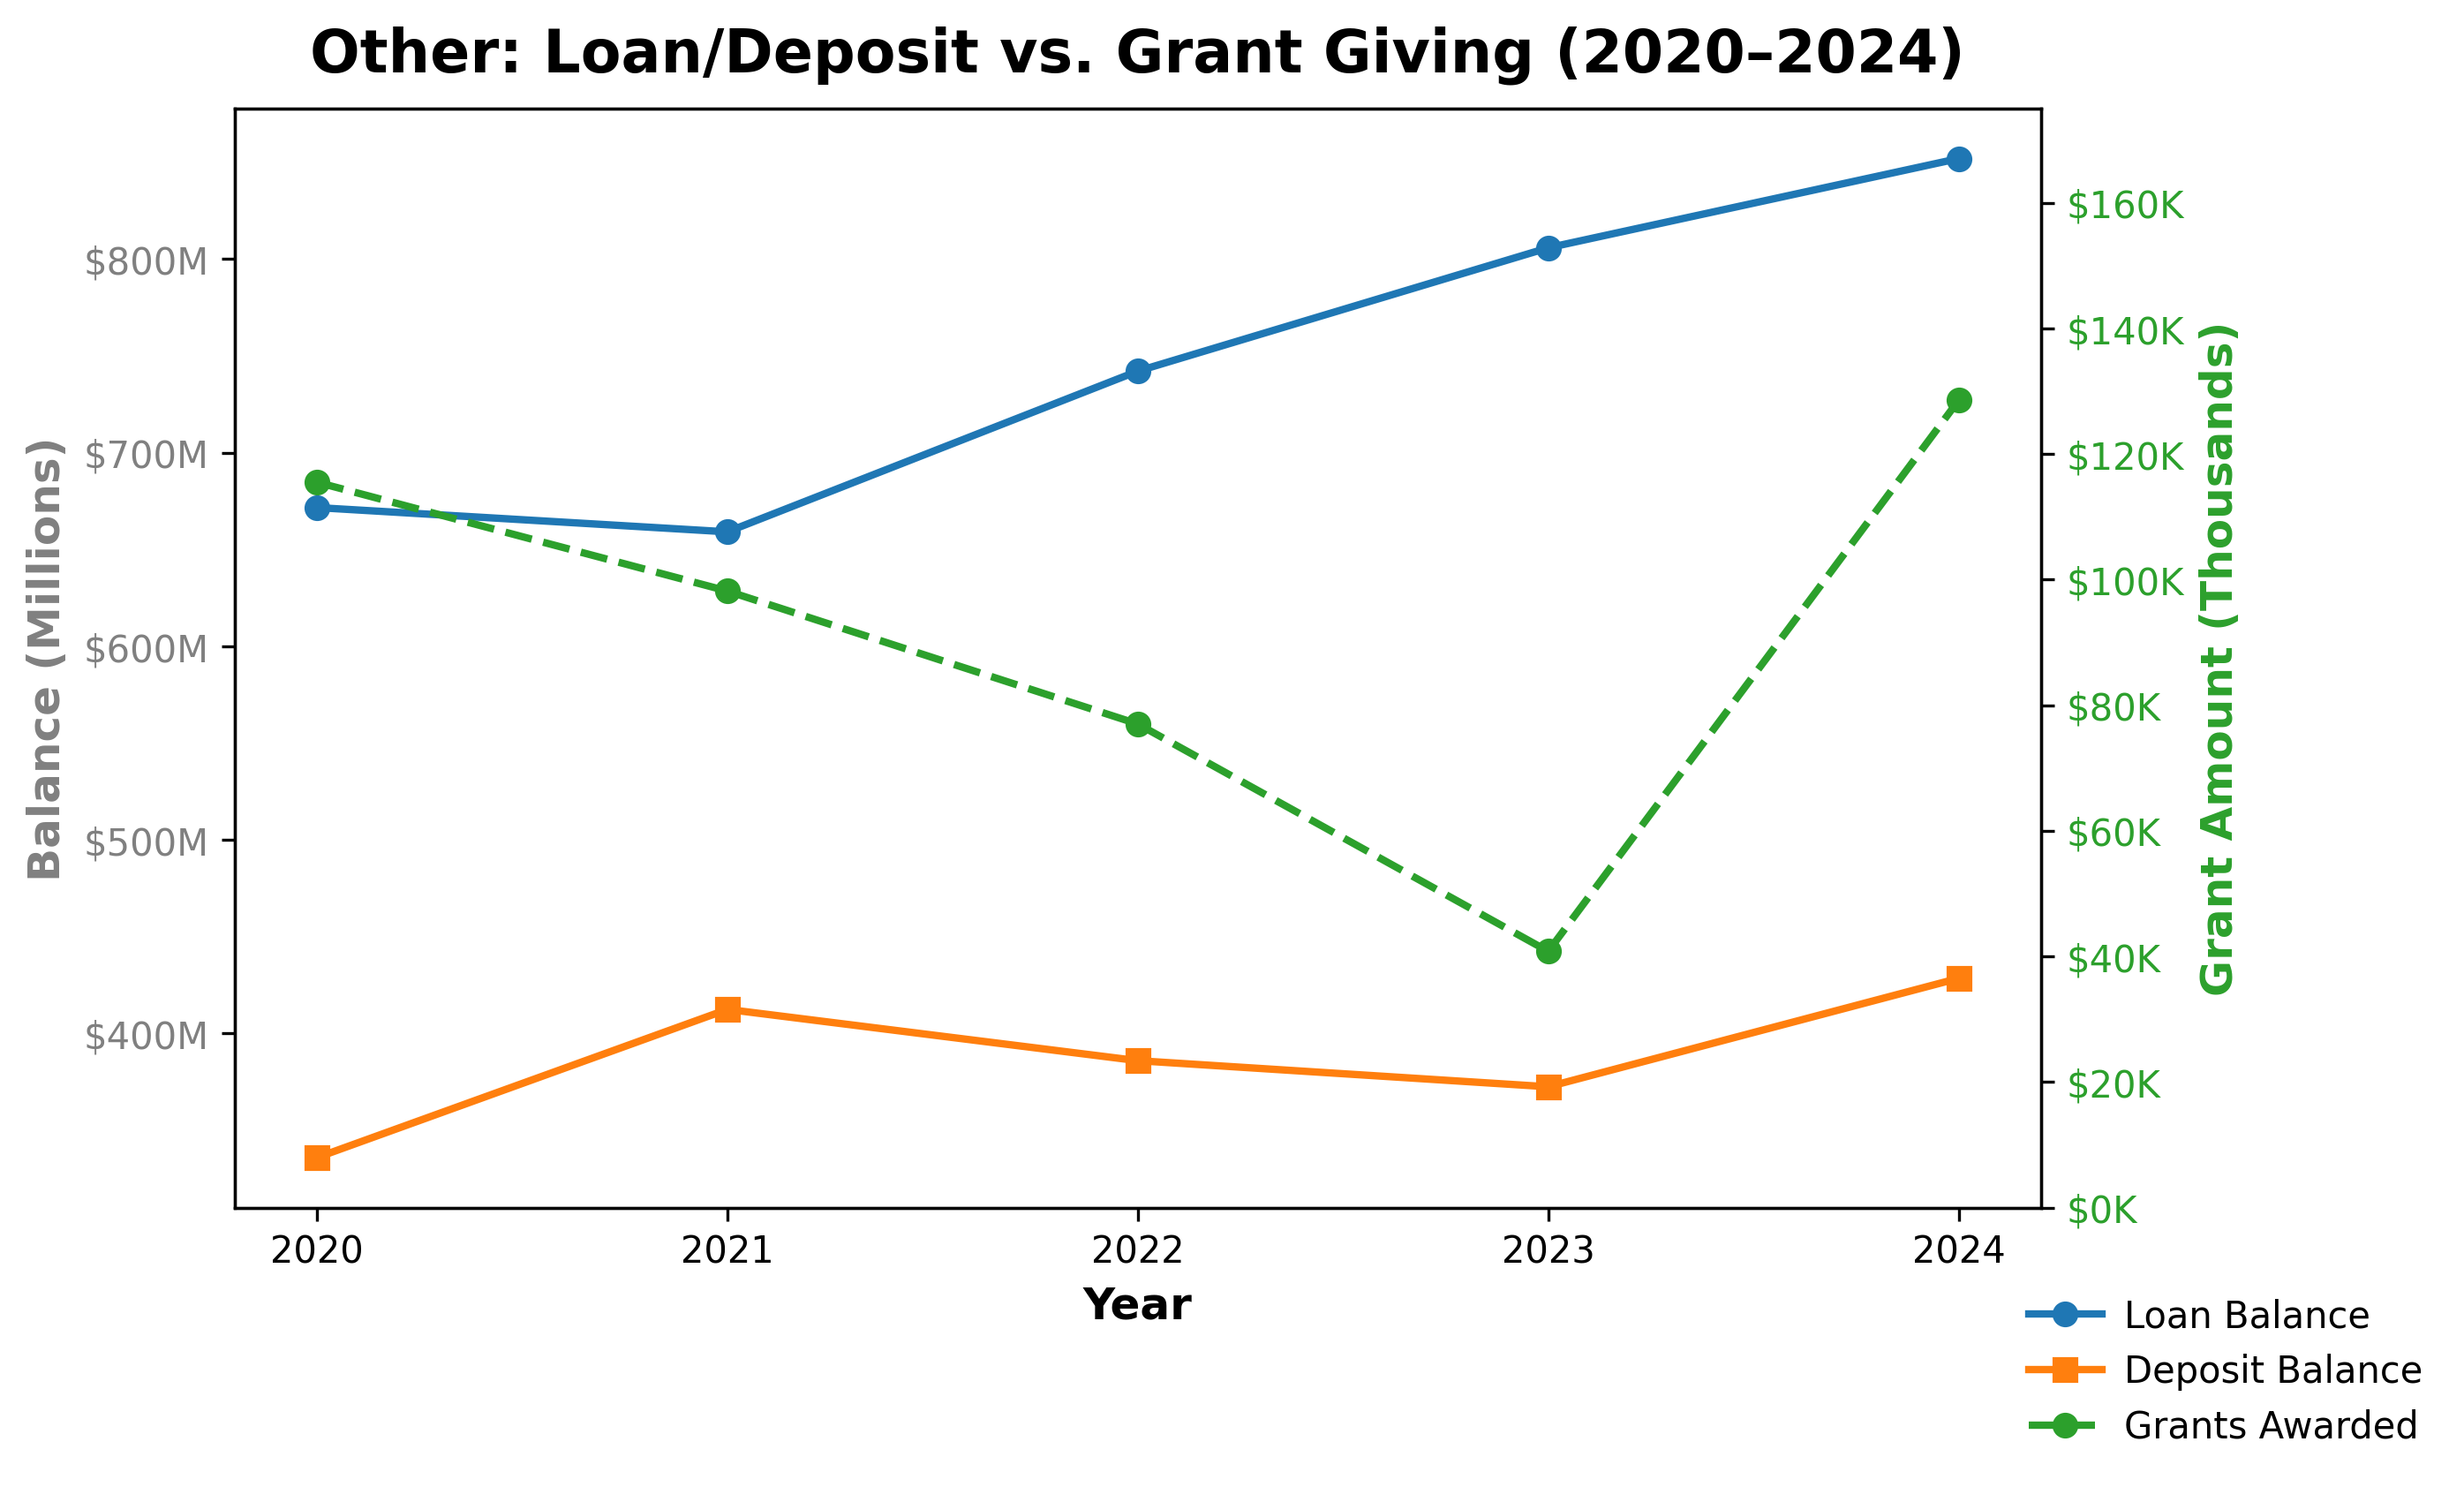 Other: Loan/Deposit vs. Grant Giving (2020–2024)
Balance (Millions)
$800M
$700M
$600M
$500M
$400M
$160K
$140K
$120K
$100K
$80K
$60K
$40K
$20K
$0K
Grant Amount (Thousands)
2020 2021 2022 2023 2024
Year
Loan Balance
Deposit Balance
Grants Awarded